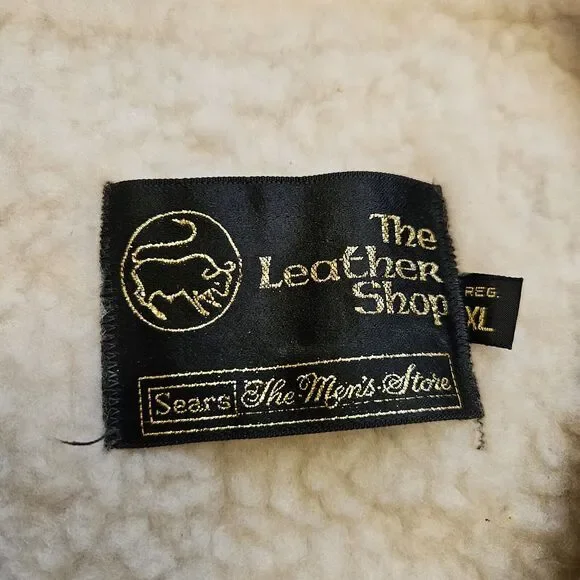 The
Leather
Shop
REG.
XL
Sears The Men's Store